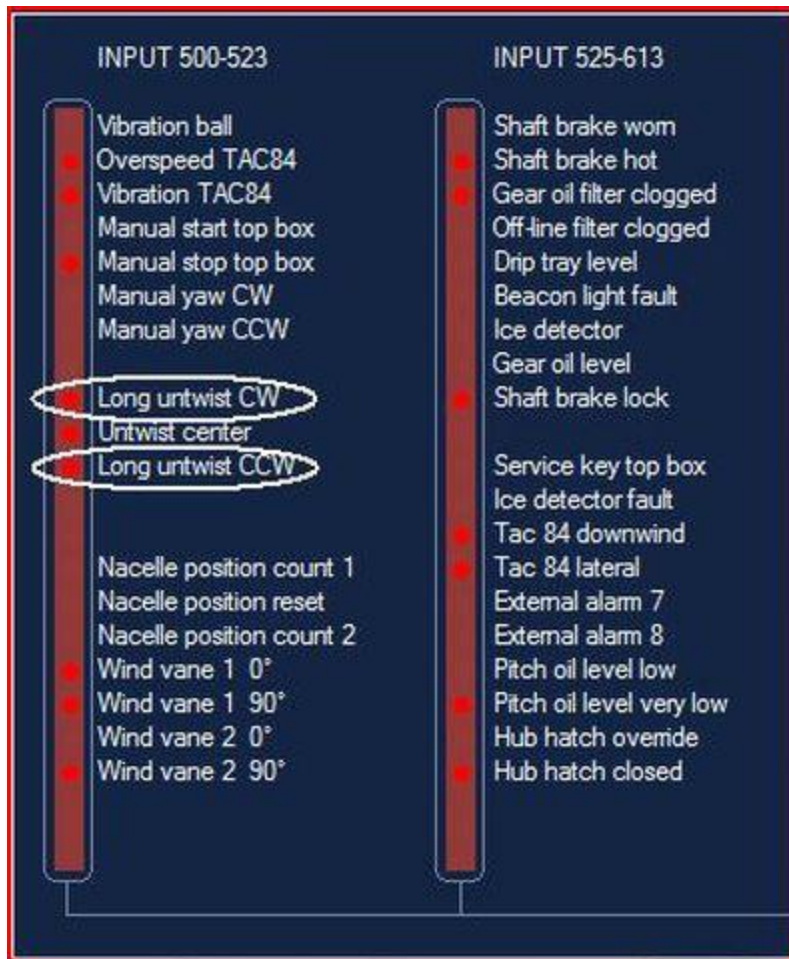 INPUT 500-523
Vibration ball
Overspeed TAC84
Vibration TAC84
Manual start top box
Manual stop top box
Manual yaw CW
Manual yaw CCW
Long untwist CW
Untwist center
Long untwist CCW
Nacelle position count 1
Nacelle position reset
Nacelle position count 2
Wind vane 1 0°
Wind vane 1 90°
Wind vane 2 0°
Wind vane 2 90°
INPUT 525-613
Shaft brake worn
Shaft brake hot
Gear oil filter clogged
Off-line filter clogged
Drip tray level
Beacon light fault
Ice detector
Gear oil level
Shaft brake lock
Service key top box
Ice detector fault
Tac 84 downwind
Tac 84 lateral
External alarm 7
External alarm 8
Pitch oil level low
Pitch oil level very low
Hub hatch override
Hub hatch closed